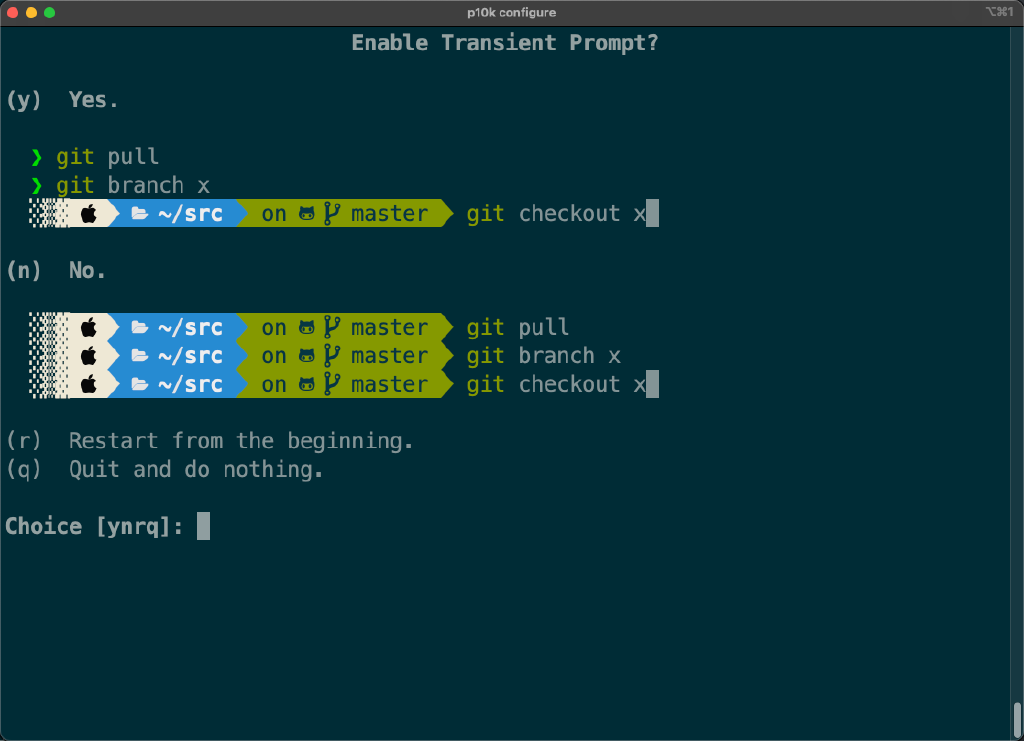 p10k configure
⌥⌘1
Enable Transient Prompt?
(y) Yes.
❯ git pull
❯ git branch x
~/src on master git checkout x
(n) No.
~/src on master git pull
~/src on master git branch x
~/src on master git checkout x
(r) Restart from the beginning.
(q) Quit and do nothing.
Choice [ynrq]: